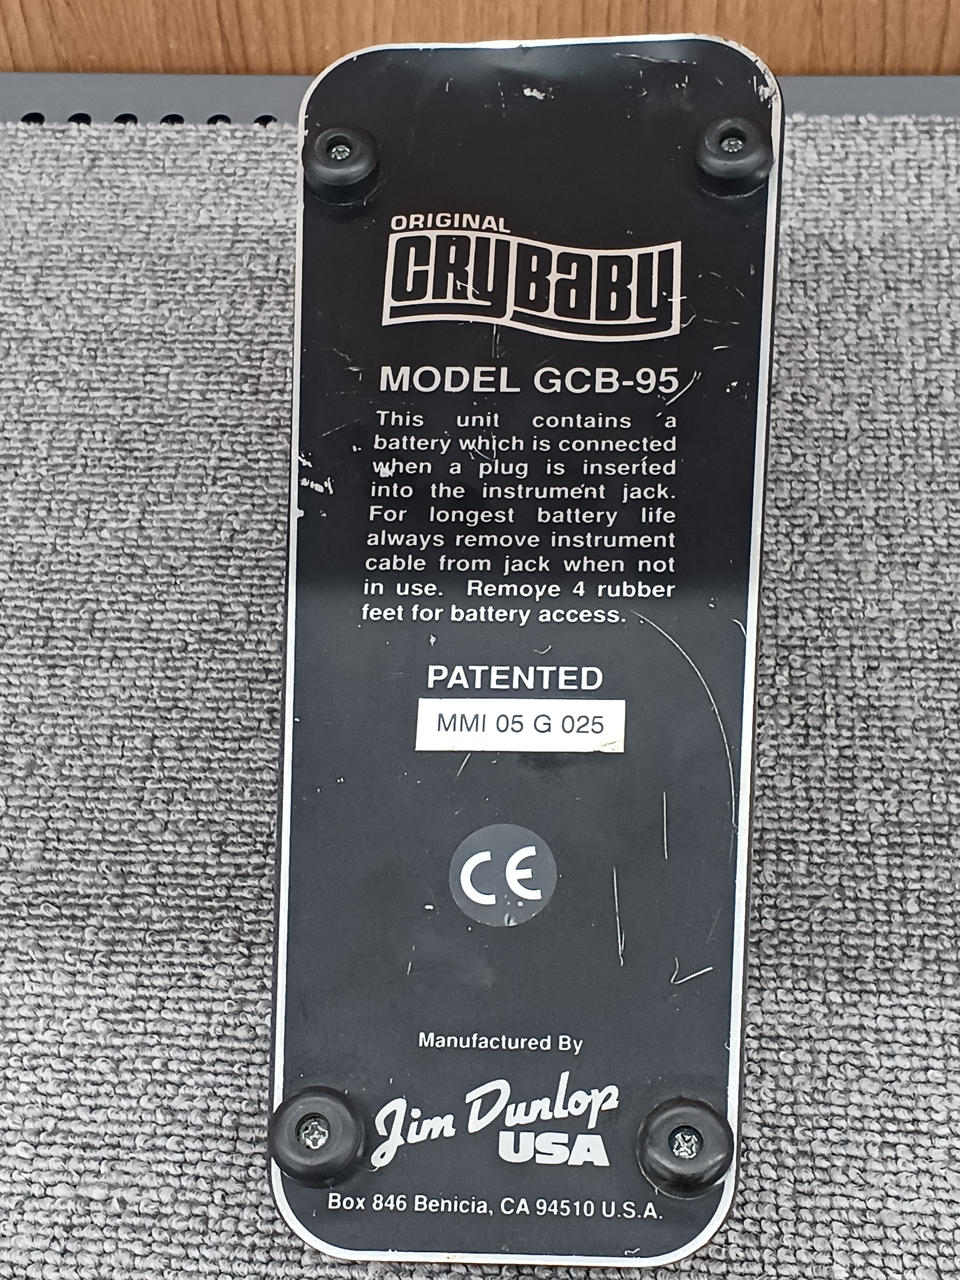 ORIGINAL
CRYBABY
MODEL GCB-95
This unit contains a
battery which is connected
when a plug is inserted
into the instrument jack.
For longest battery life
always remove instrument
cable from jack when not
in use. Remove 4 rubber
feet for battery access.
PATENTED
MMI 05 G 025
CE
Manufactured By
Jim Dunlop
USA
Box 846 Benicia, CA 94510 U.S.A.